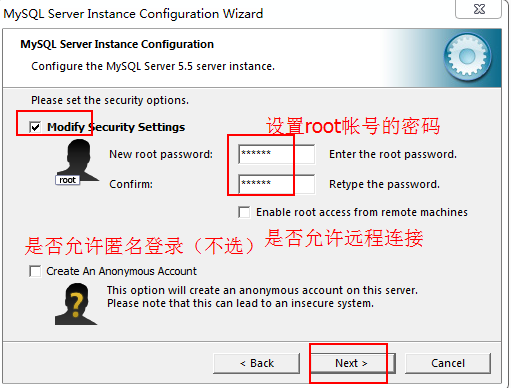 MySQL Server Instance Configuration Wizard
MySQL Server Instance Configuration
Configure the MySQL Server 5.5 server instance.
Please set the security options.
Modify Security Settings
设置root帐号的密码
New root password: ****** Enter the root password.
root
Confirm: ****** Retype the password.
Enable root access from remote machines
是否允许匿名登录（不选）
是否允许远程连接
Create An Anonymous Account
This option will create an anonymous account on this server.
Please note that this can lead to an insecure system.
< Back Next > Cancel